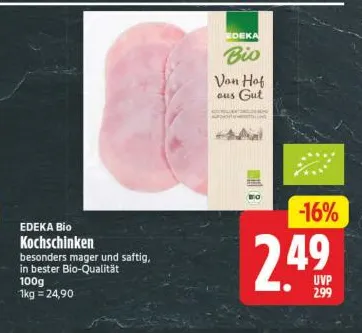 EDEKA
Bio
Von Hof
aus Gut
BIO
-16%
EDEKA Bio
Kochschinken
besonders mager und saftig,
in bester Bio-Qualität
100g
1kg = 24,90
2.49
UVP
2.99